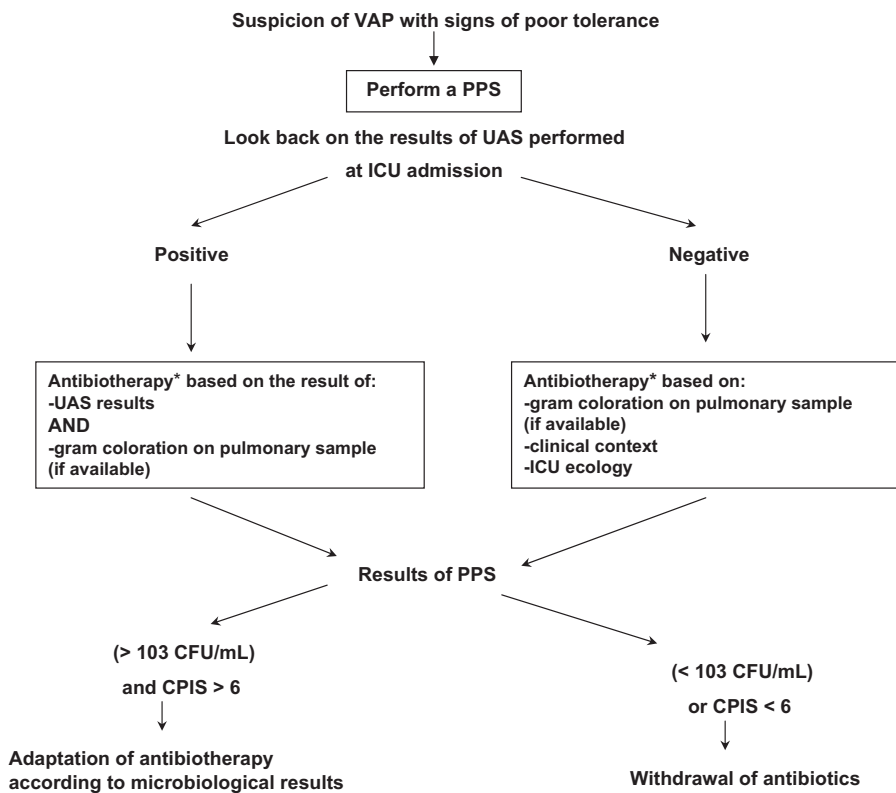 Suspicion of VAP with signs of poor tolerance
Perform a PPS
Look back on the results of UAS performed
at ICU admission
Positive
Negative
Antibiotherapy* based on the result of:
-UAS results
AND
-gram coloration on pulmonary sample
(if available)
Antibiotherapy* based on:
-gram coloration on pulmonary sample
(if available)
-clinical context
-ICU ecology
Results of PPS
(> 103 CFU/mL)
and CPIS > 6
(< 103 CFU/mL)
or CPIS < 6
Adaptation of antibiotherapy
according to microbiological results
Withdrawal of antibiotics